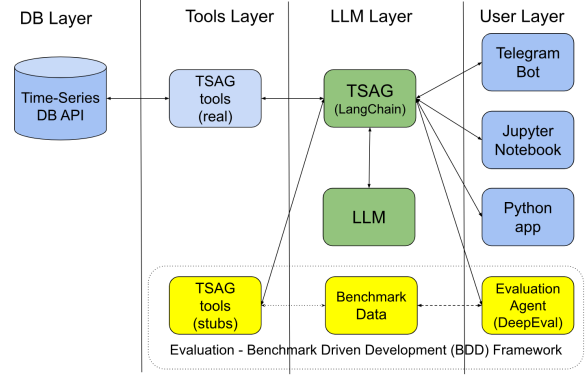 DB Layer
Tools Layer
LLM Layer
User Layer
Time-Series
DB API
TSAG
tools
(real)
TSAG
(LangChain)
Telegram
Bot
Jupyter
Notebook
LLM
Python
app
TSAG
tools
(stubs)
Benchmark
Data
Evaluation
Agent
(DeepEval)
Evaluation - Benchmark Driven Development (BDD) Framework